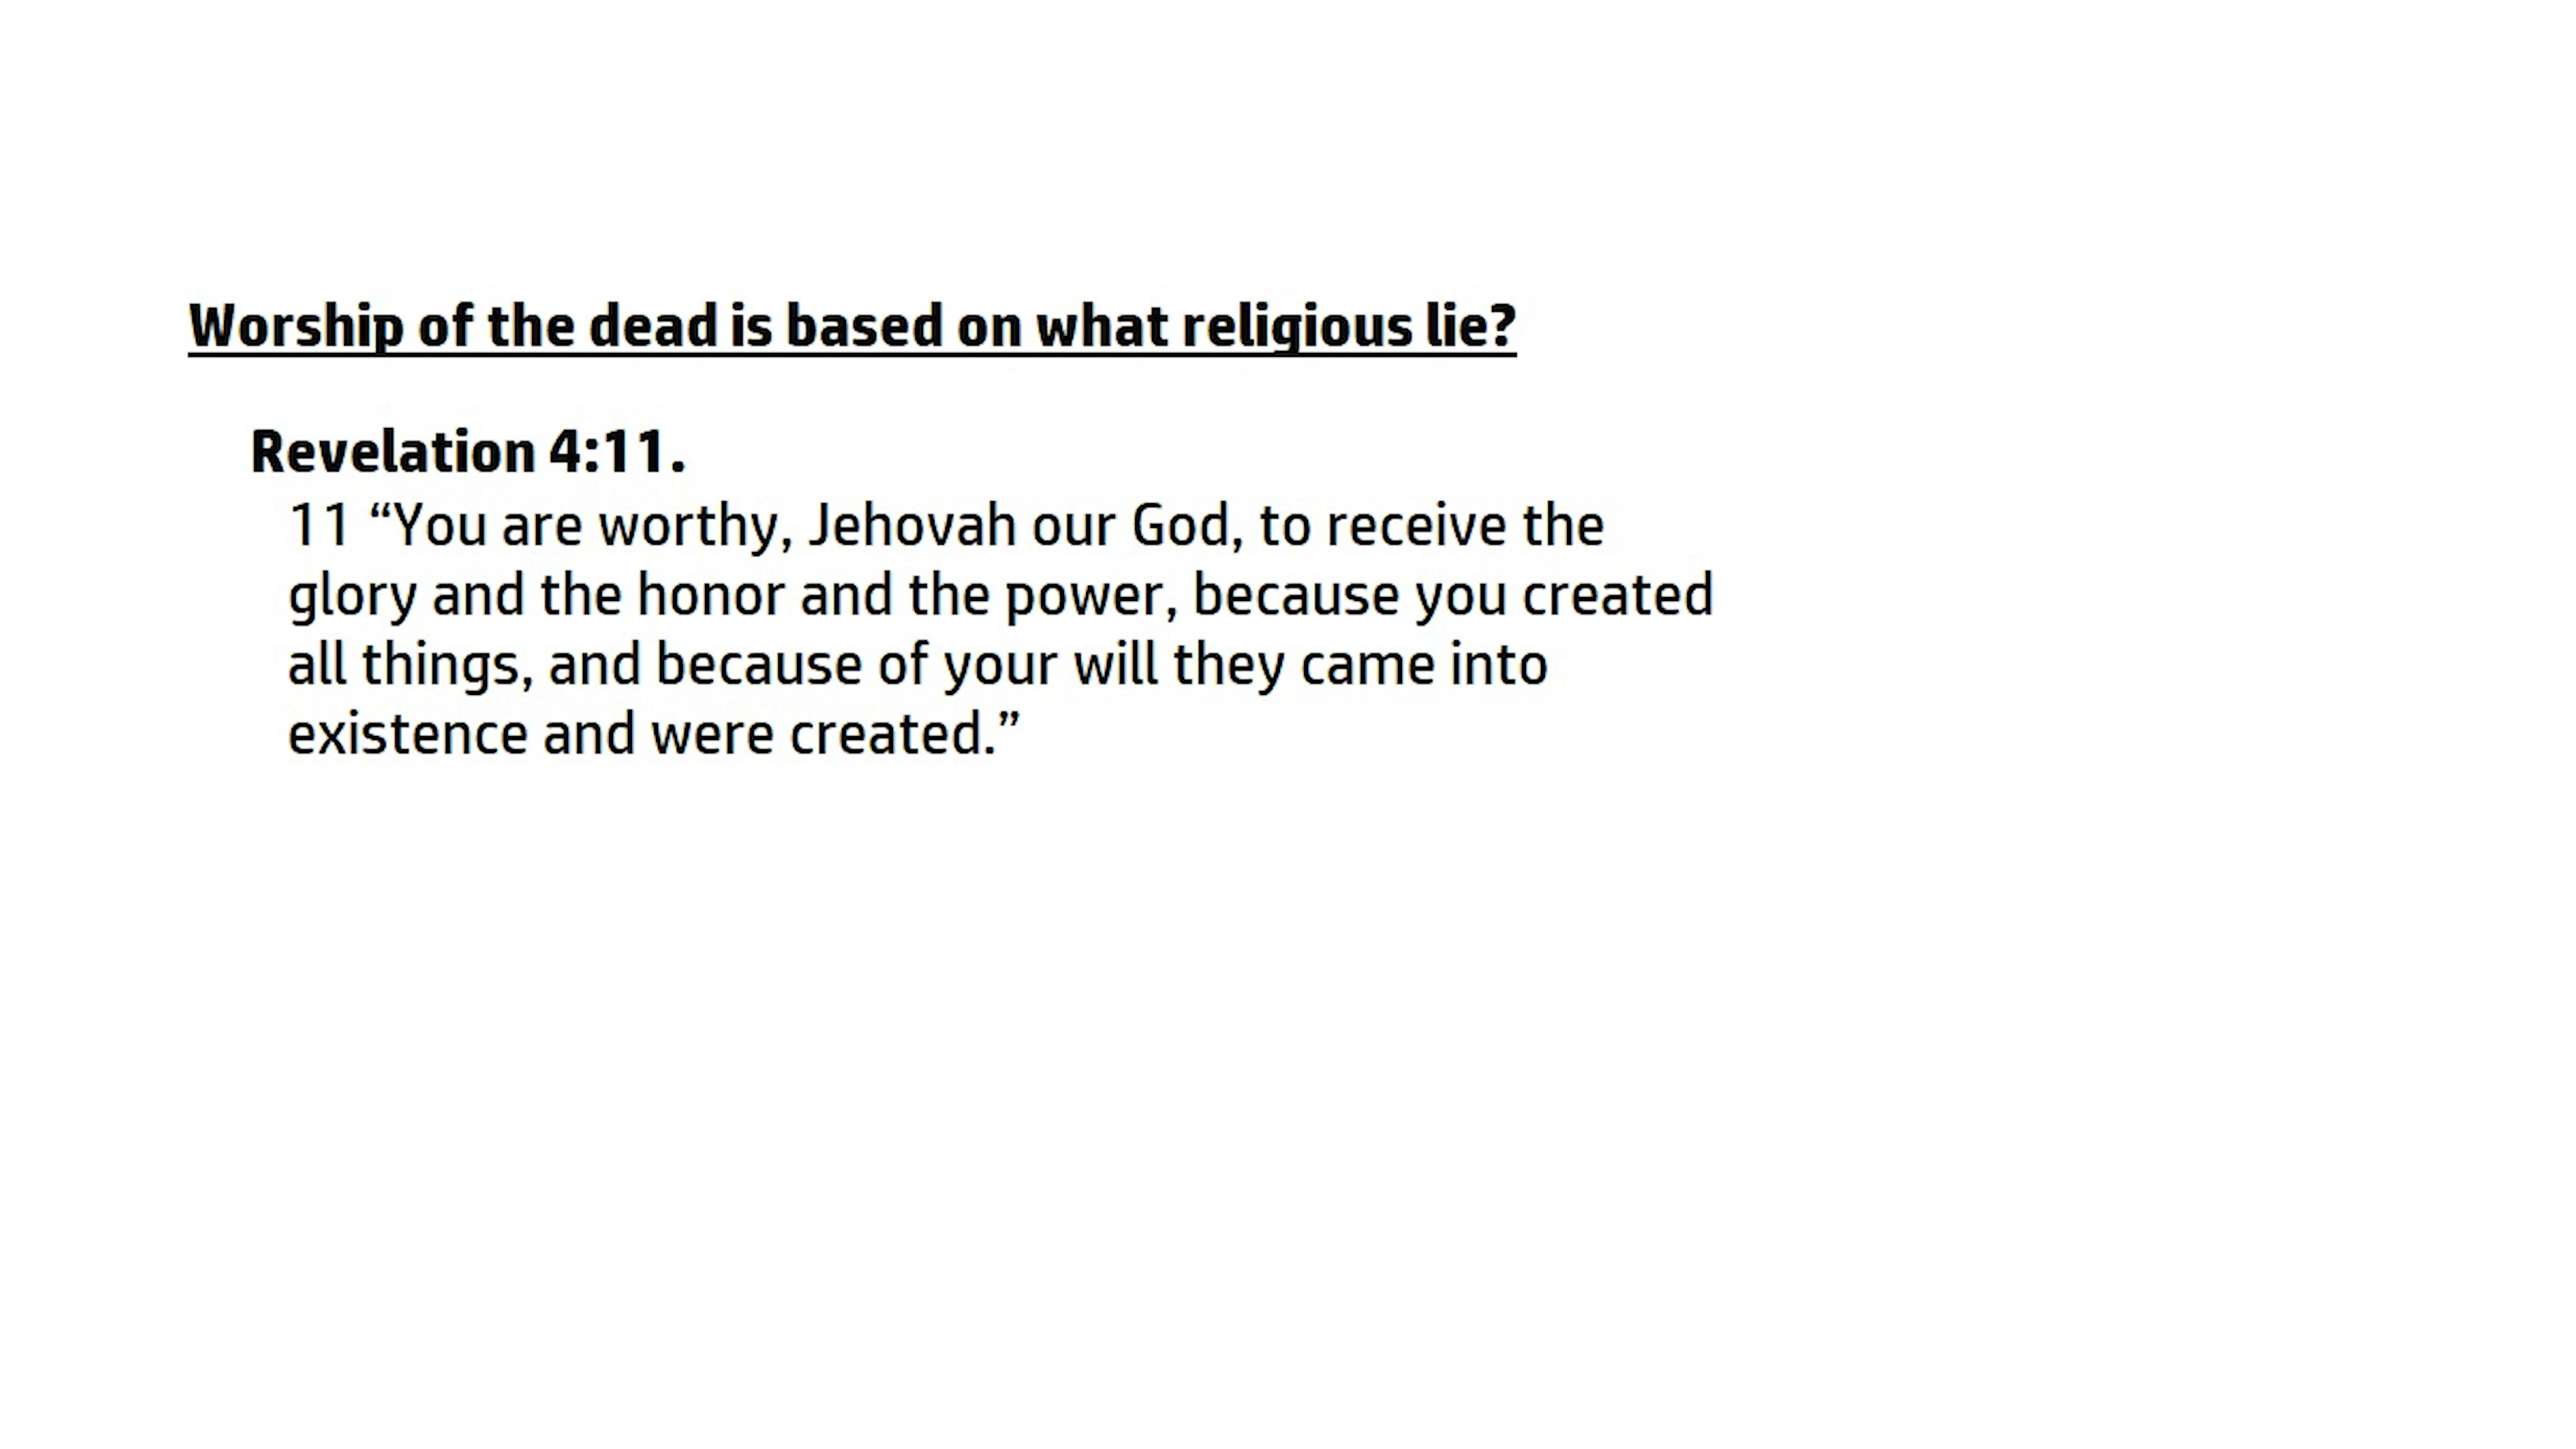 Worship of the dead is based on what religious lie?
Revelation 4:11.
11 “You are worthy, Jehovah our God, to receive the
glory and the honor and the power, because you created
all things, and because of your will they came into
existence and were created.”